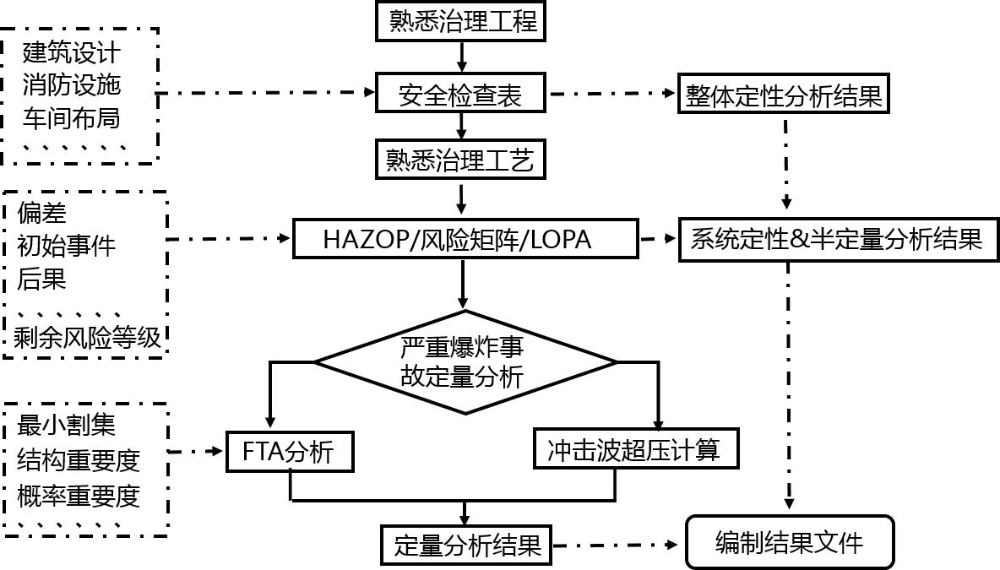 熟悉治理工程
建筑设计
消防设施
车间布局
安全检查表
整体定性分析结果
熟悉治理工艺
偏差
初始事件
后果
剩余风险等级
HAZOP/风险矩阵/LOPA
系统定性&半定量分析结果
严重爆炸事
故定量分析
最小割集
结构重要度
概率重要度
FTA分析
冲击波超压计算
定量分析结果
编制结果文件